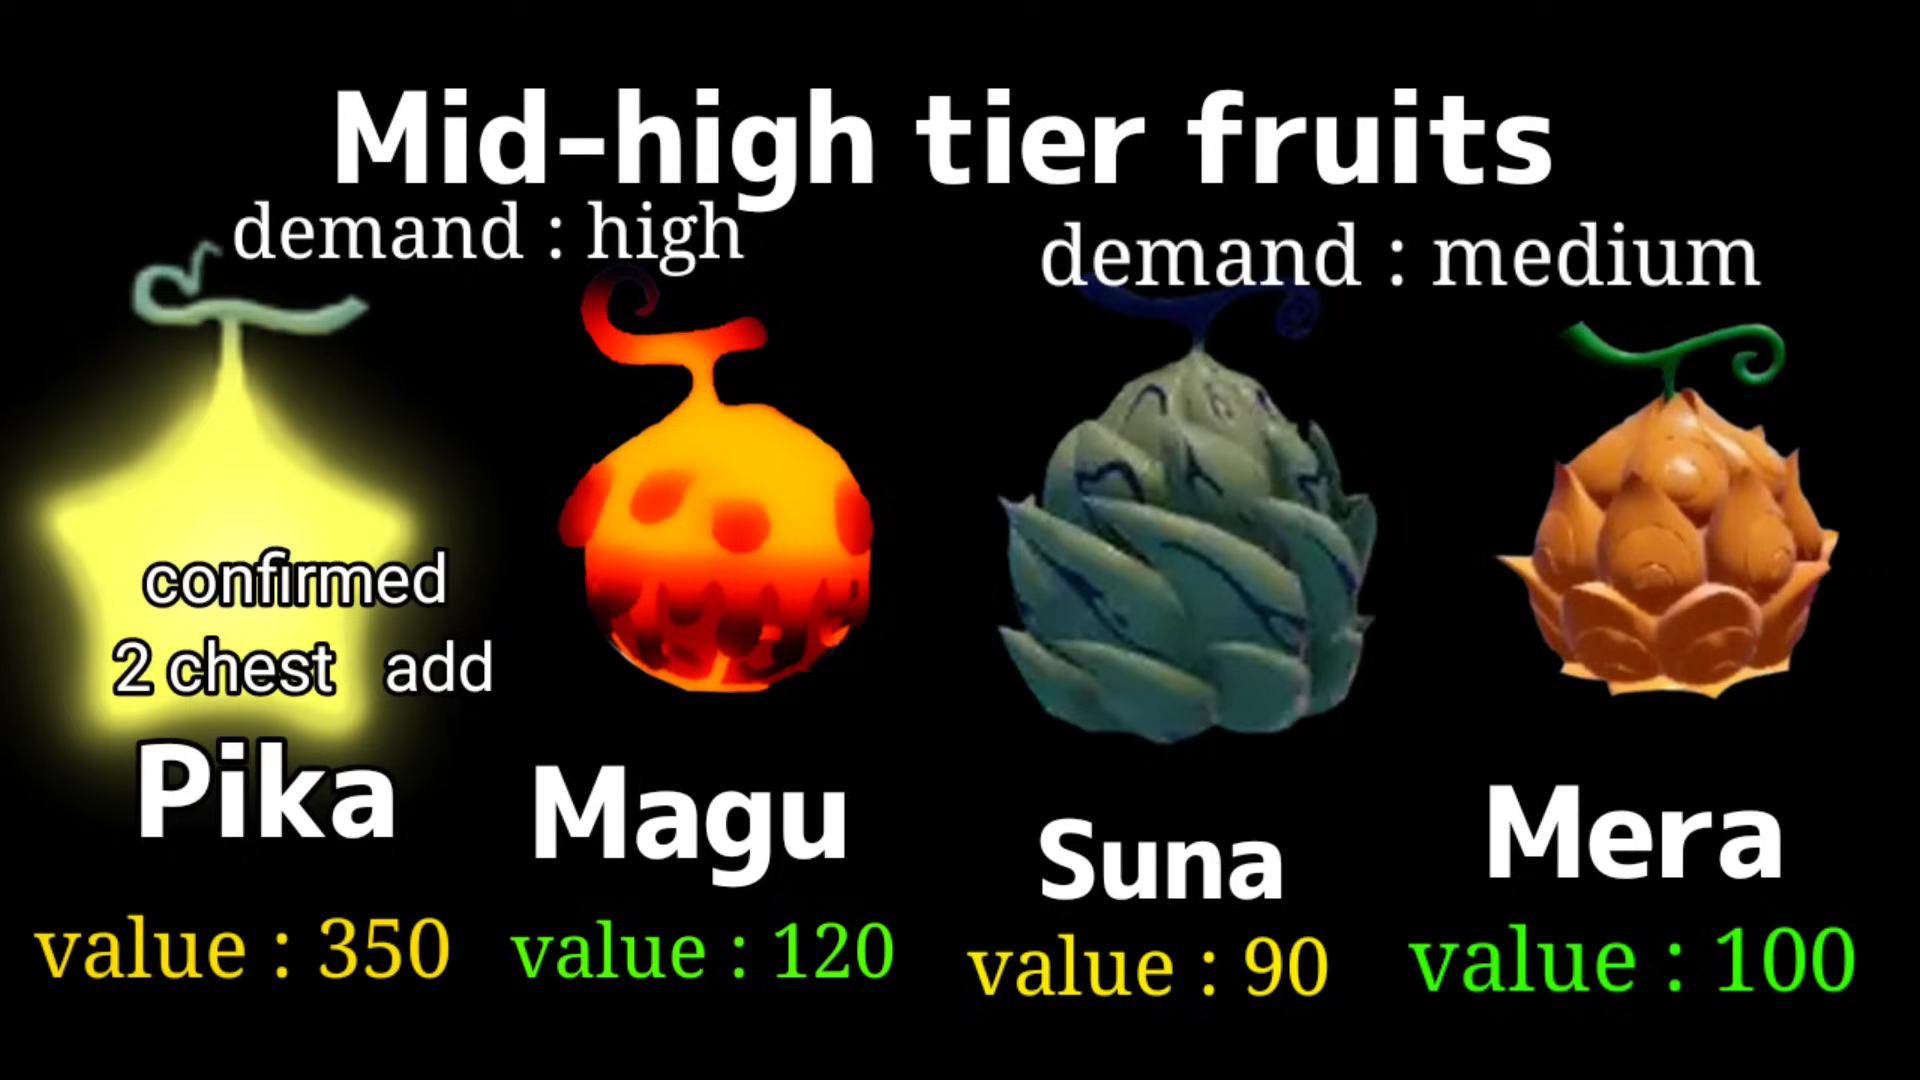 Mid-high tier fruits
demand : high
demand : medium
confirmed
2 chest add
Pika
Magu
Suna
Mera
value : 350
value : 120
value : 90
value : 100